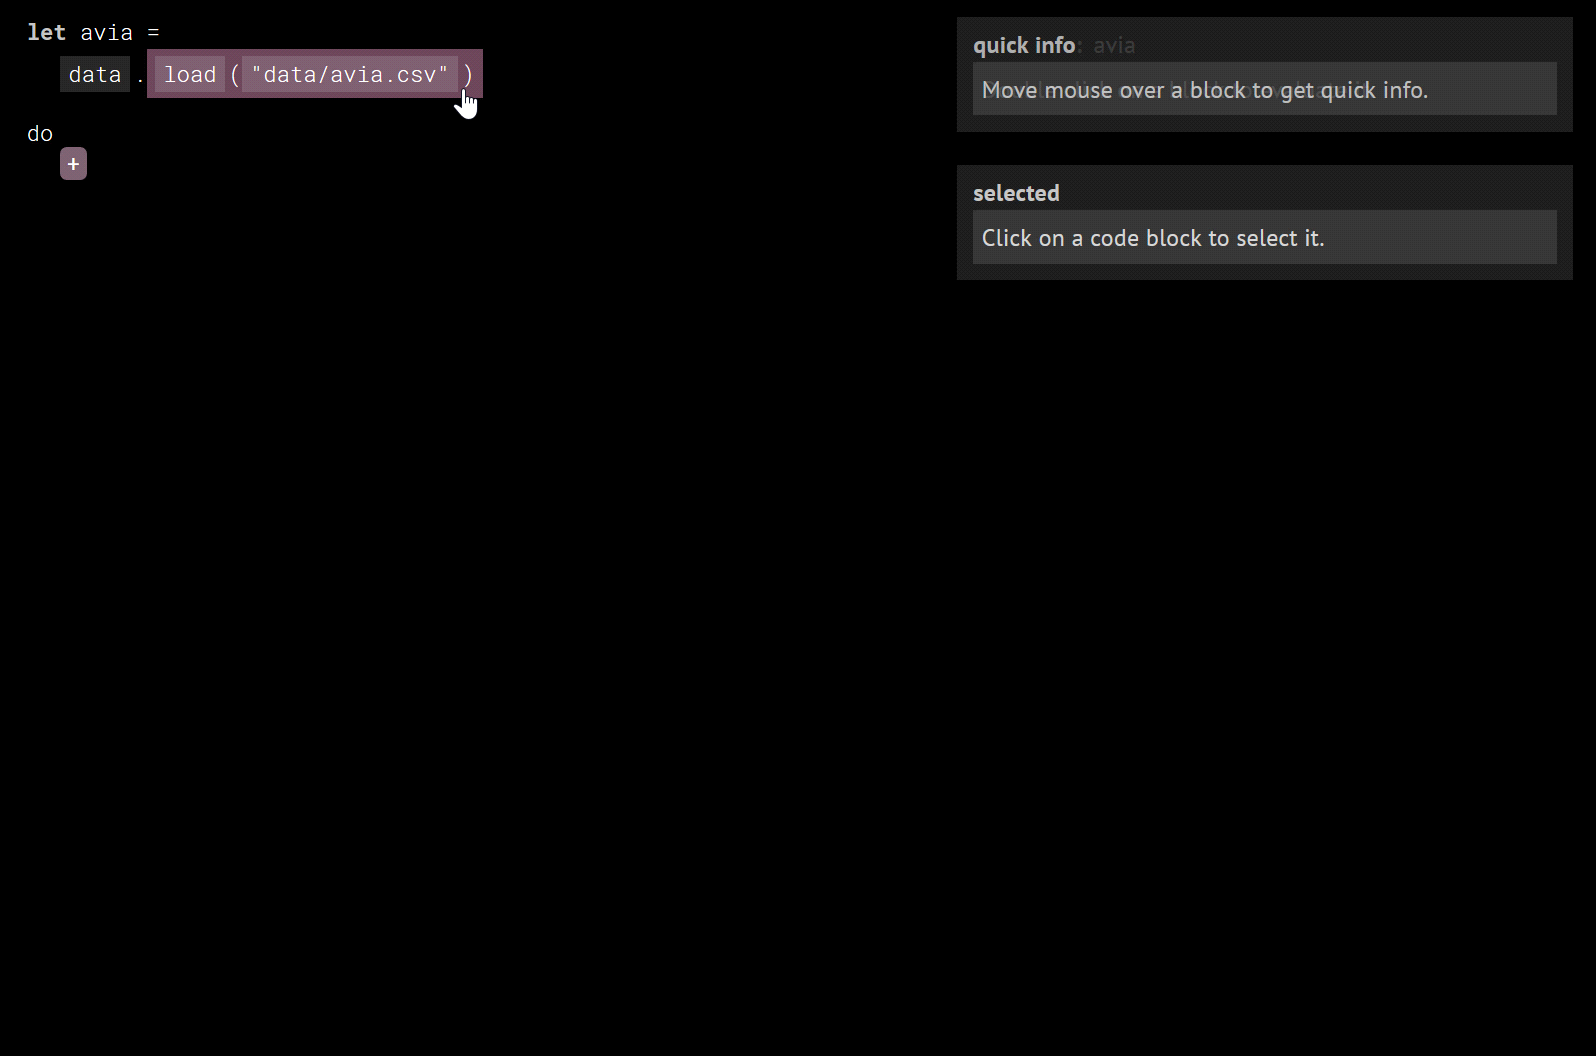 let avia =
data . load ( "data/avia.csv" )
do
+
quick info: avia
Move mouse over a block to get quick info.
selected
Click on a code block to select it.